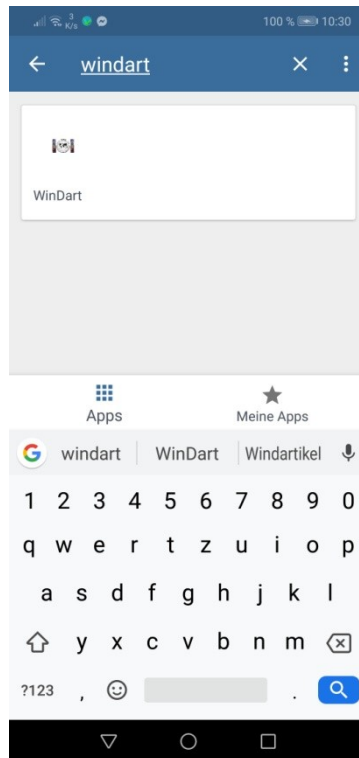 3 K/s 100 % 10:30
windart
WinDart
Apps
Meine Apps
G windart WinDart Windartikel
1 2 3 4 5 6 7 8 9 0
q w e r t z u i o p
a s d f g h j k l
y x c v b n m
?123 , .